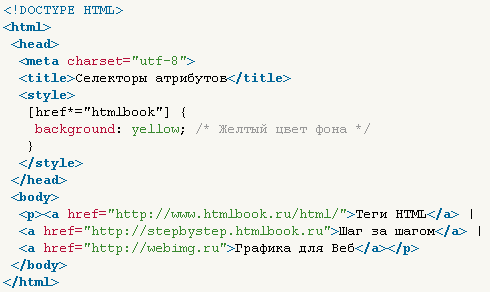 <!DOCTYPE HTML>
<html>
<head>
<meta charset="utf-8">
<title>Селекторы атрибутов</title>
<style>
[href*="htmlbook"] {
background: yellow; /* Желтый цвет фона */
}
</style>
</head>
<body>
<p><a href="http://www.htmlbook.ru/html/">Теги HTML</a> |
<a href="http://stepbystep.htmlbook.ru">Шаг за шагом</a> |
<a href="http://webimg.ru">Графика для Веб</a></p>
</body>
</html>